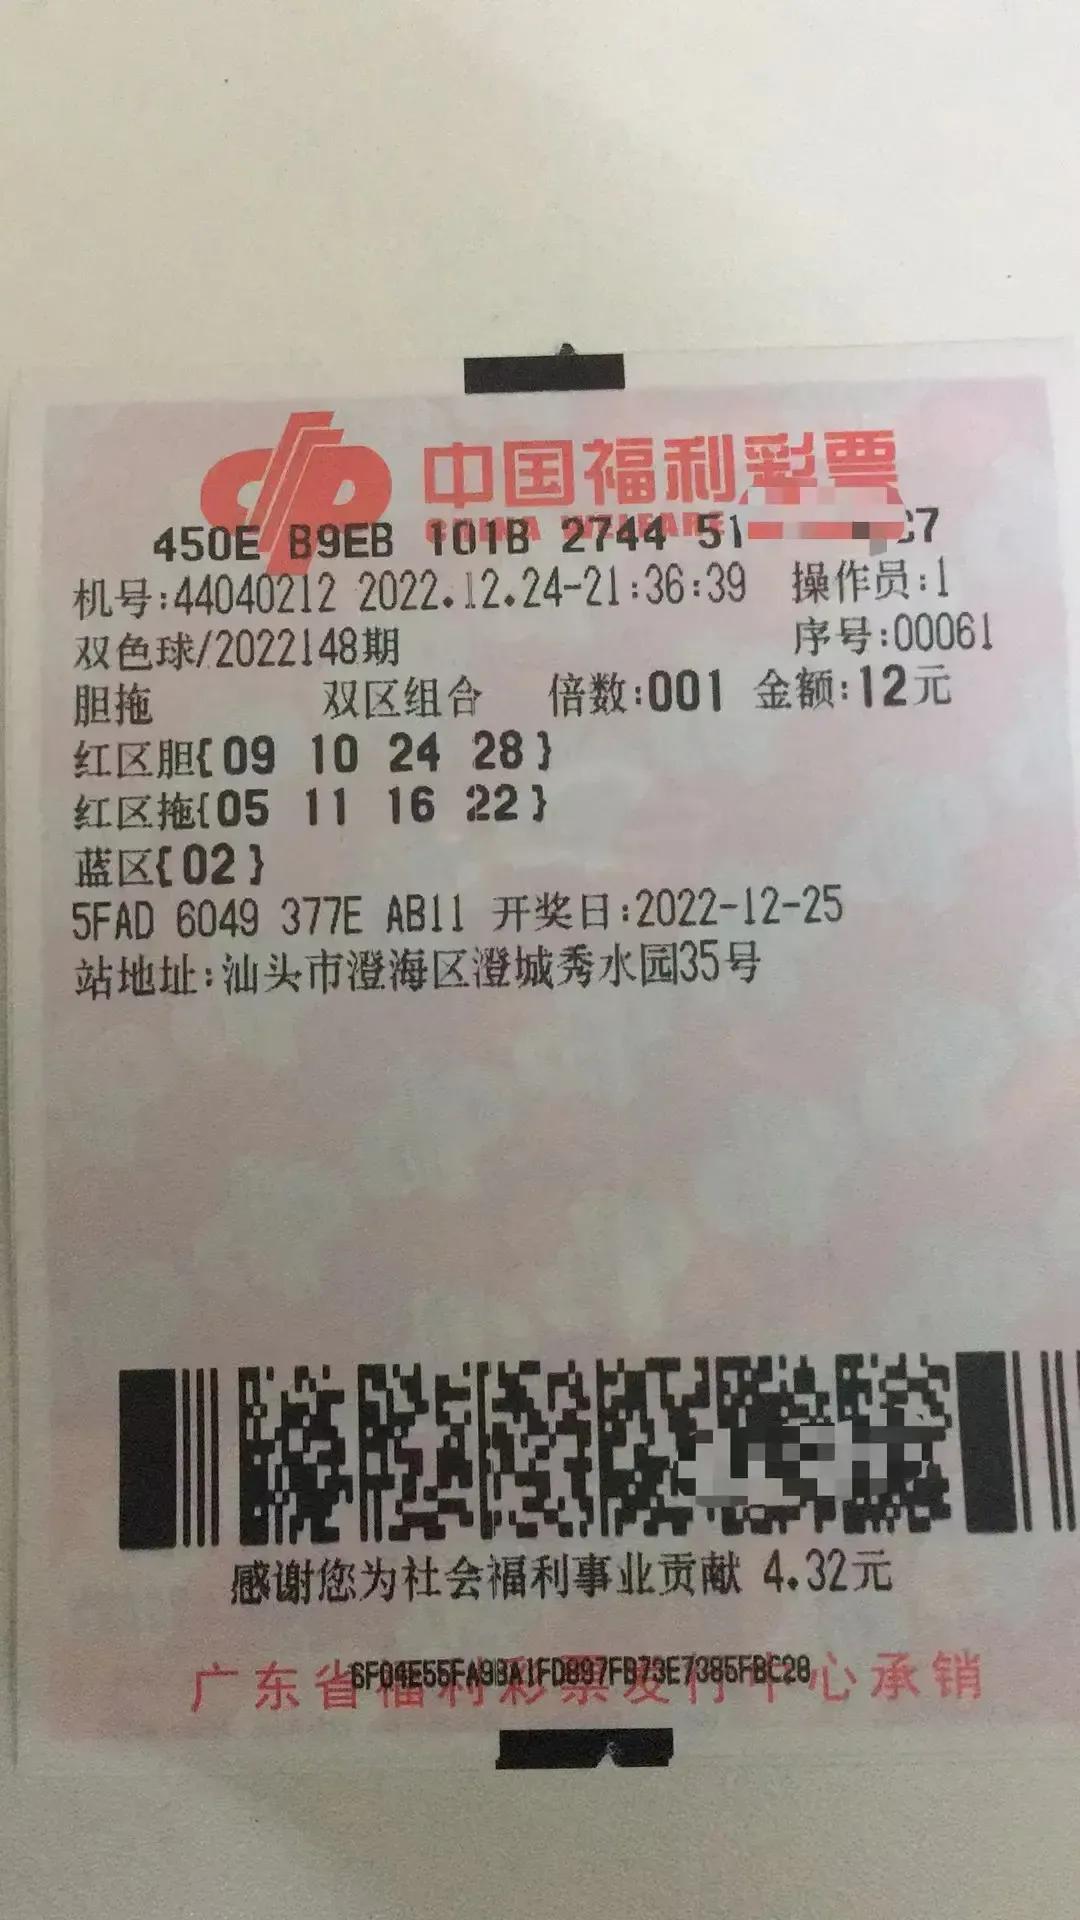 中国福利彩票
CHINA WELFARE
450E B9EB 101B 2744 51 C7
机号:44040212 2022.12.24-21:36:39 操作员:1
双色球/2022148期 序号:00061
胆拖 双区组合 倍数:001 金额:12元
红区胆{09 10 24 28}
红区拖{05 11 16 22}
蓝区{02}
5FAD 6049 377E AB11 开奖日:2022-12-25
站地址:汕头市澄海区澄城秀水园35号
感谢您为社会福利事业贡献 4.32元
广东省福利彩票发行中心承销
6F04E55FA9BA1FD897FB73E7385FBC28